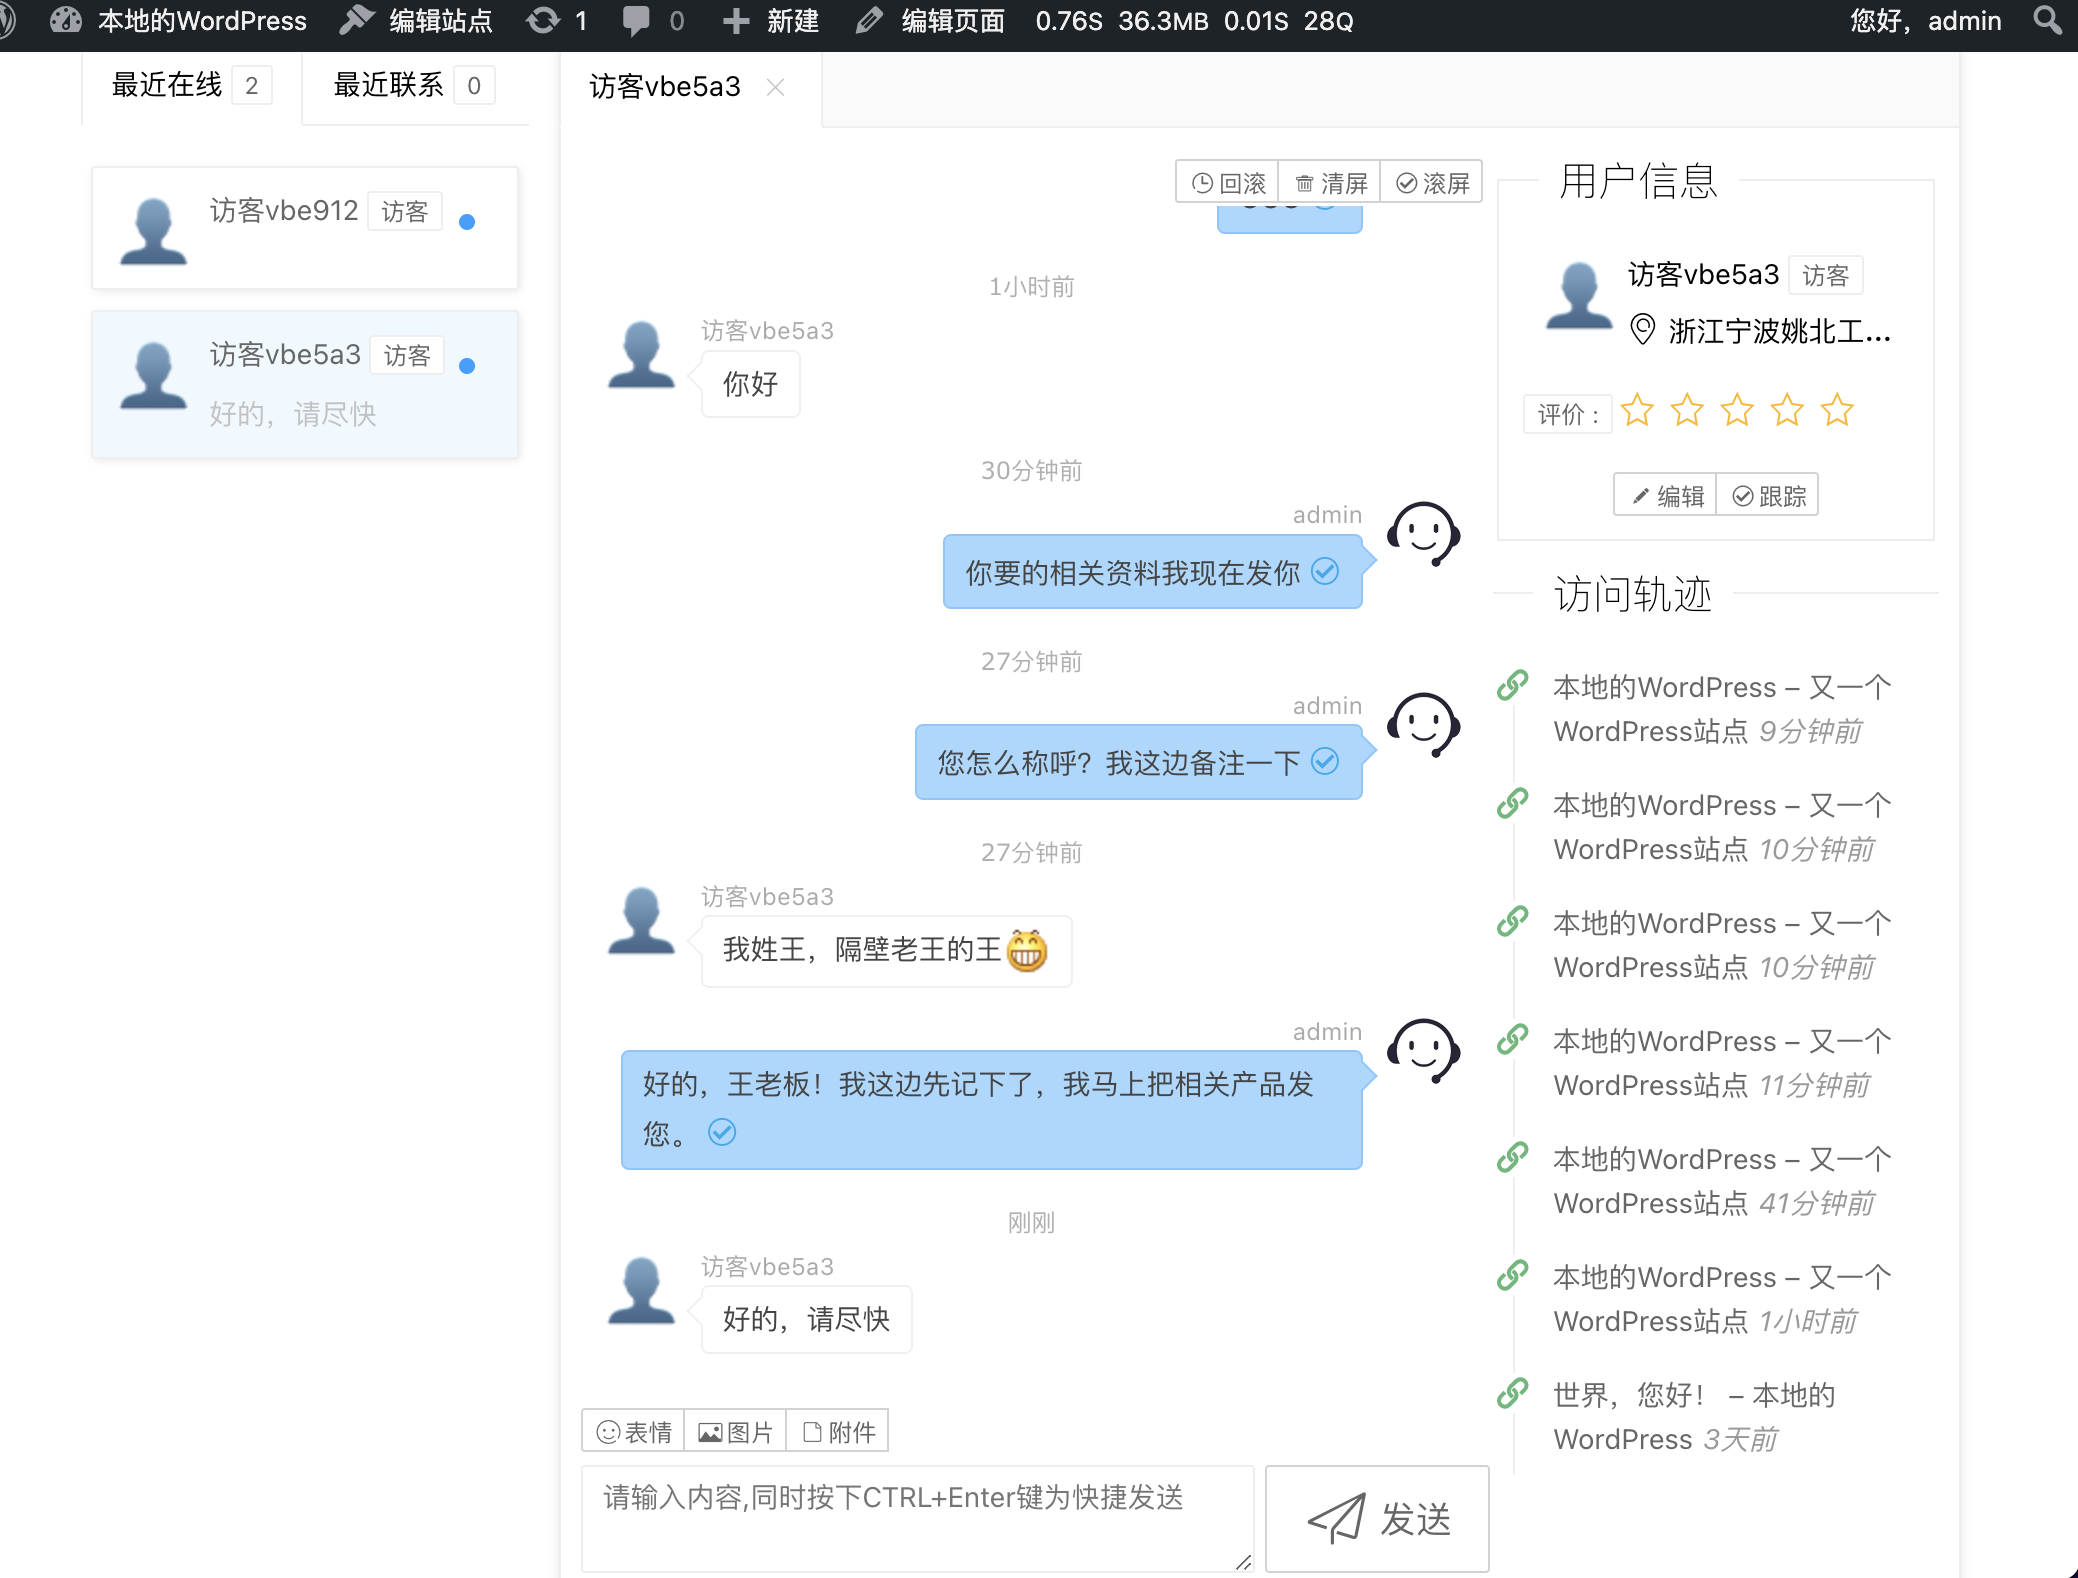 本地的WordPress 编辑站点 1 0 新建 编辑页面 0.76S 36.3MB 0.01S 28Q 您好，admin
最近在线 2 最近联系 0
访客vbe912 访客
访客vbe5a3 访客
好的，请尽快
访客vbe5a3
回滚 清屏 滚屏
1小时前
访客vbe5a3
你好
30分钟前
admin
你要的相关资料我现在发你
27分钟前
admin
您怎么称呼？我这边备注一下
27分钟前
访客vbe5a3
我姓王，隔壁老王的王
admin
好的，王老板！我这边先记下了，我马上把相关产品发
您。
刚刚
访客vbe5a3
好的，请尽快
表情 图片 附件
请输入内容,同时按下CTRL+Enter键为快捷发送
发送
用户信息
访客vbe5a3 访客
浙江宁波姚北工...
评价：
编辑 跟踪
访问轨迹
本地的WordPress – 又一个
WordPress站点 9分钟前
本地的WordPress – 又一个
WordPress站点 10分钟前
本地的WordPress – 又一个
WordPress站点 10分钟前
本地的WordPress – 又一个
WordPress站点 11分钟前
本地的WordPress – 又一个
WordPress站点 41分钟前
本地的WordPress – 又一个
WordPress站点 1小时前
世界，您好！ – 本地的
WordPress 3天前